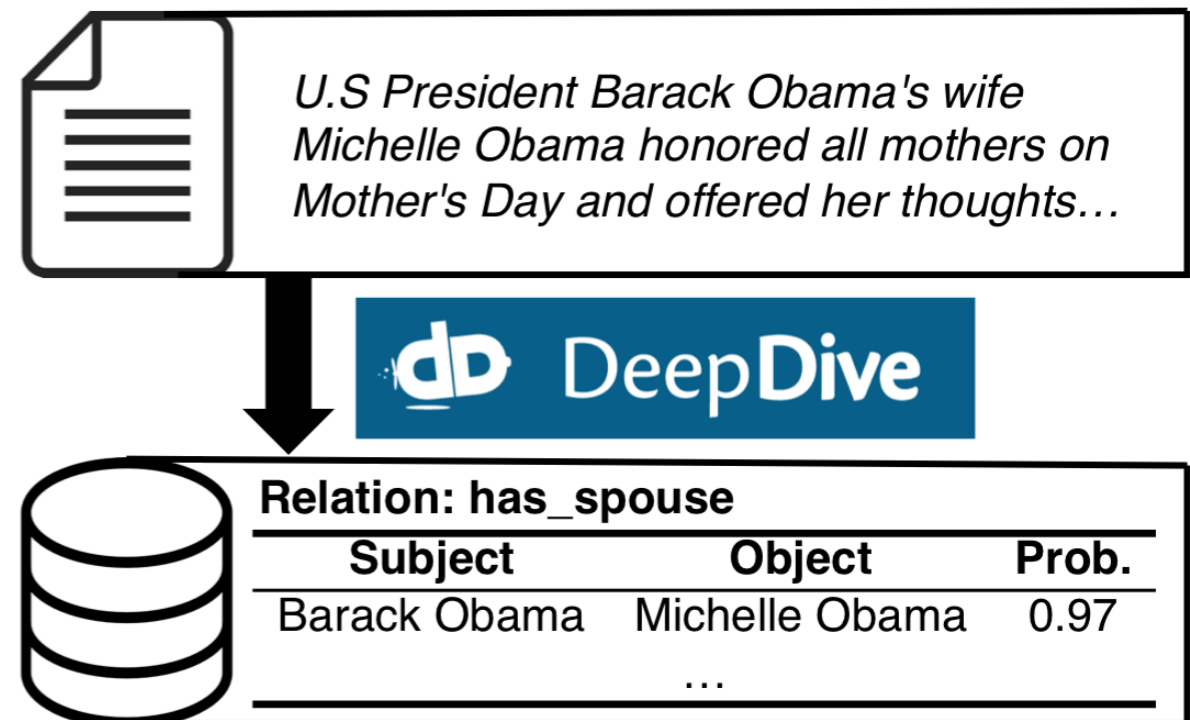 U.S President Barack Obama's wife
Michelle Obama honored all mothers on
Mother's Day and offered her thoughts…
dD DeepDive
Relation: has_spouse
Subject Object Prob.
Barack Obama Michelle Obama 0.97
…